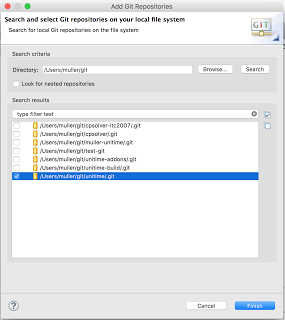 Add Git Repositories
Search and select Git repositories on your local file system
Search for local Git repositories on the file system
GIT
Search criteria
Directory: /Users/muller/git Browse... Search
Look for nested repositories
Search results
type filter text
/Users/muller/git/cpsolver-itc2007/.git
/Users/muller/git/cpsolver/.git
/Users/muller/git/muller-unitime/.git
/Users/muller/git/test-git
/Users/muller/git/unitime-addons/.git
/Users/muller/git/unitime-build/.git
/Users/muller/git/unitime/.git
? Cancel Finish